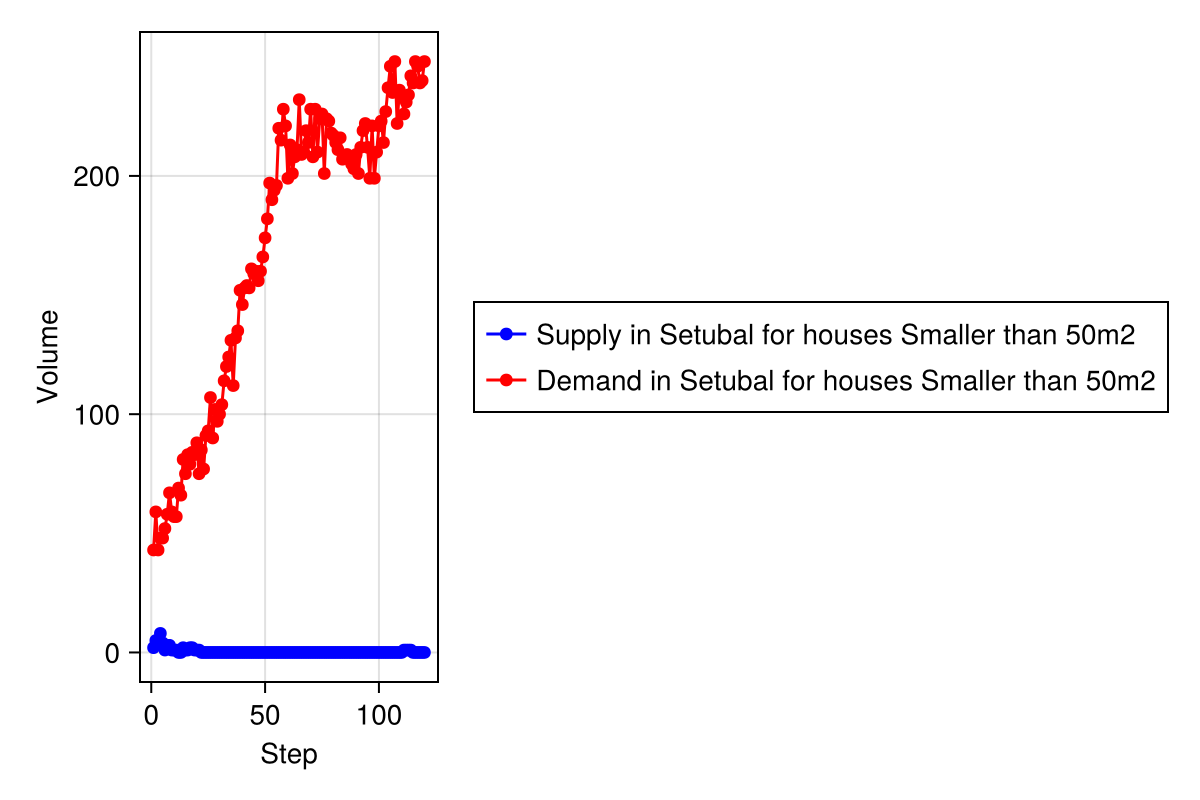 Volume
200
100
0
0 50 100
Step
Supply in Setubal for houses Smaller than 50m2
Demand in Setubal for houses Smaller than 50m2